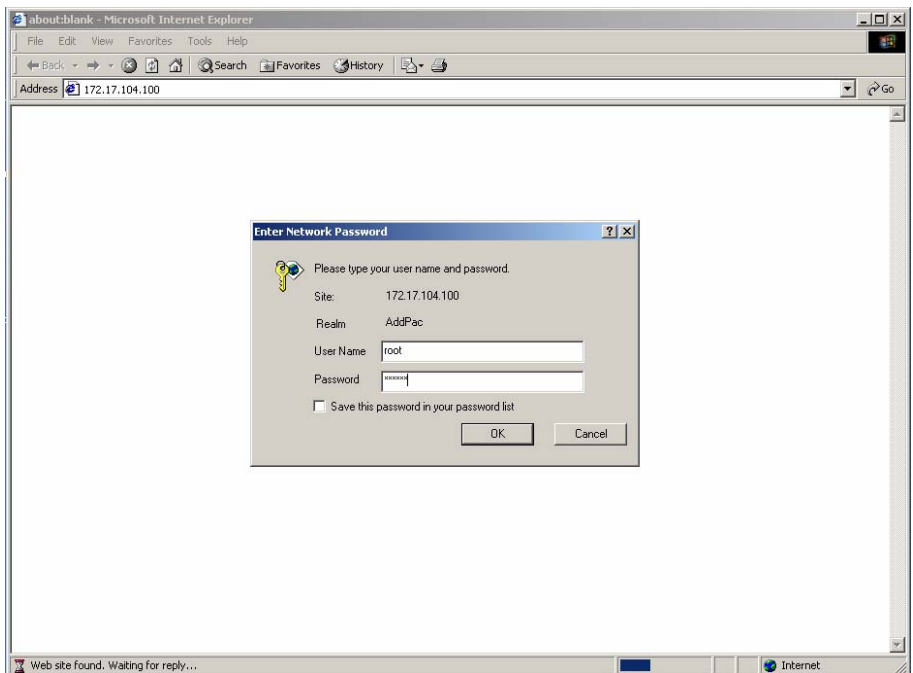 about:blank - Microsoft Internet Explorer
File Edit View Favorites Tools Help
Back Search Favorites History
Address 172.17.104.100 Go
Enter Network Password
Please type your user name and password.
Site: 172.17.104.100
Realm AddPac
User Name root
Password ******
Save this password in your password list
OK Cancel
Web site found. Waiting for reply... Internet